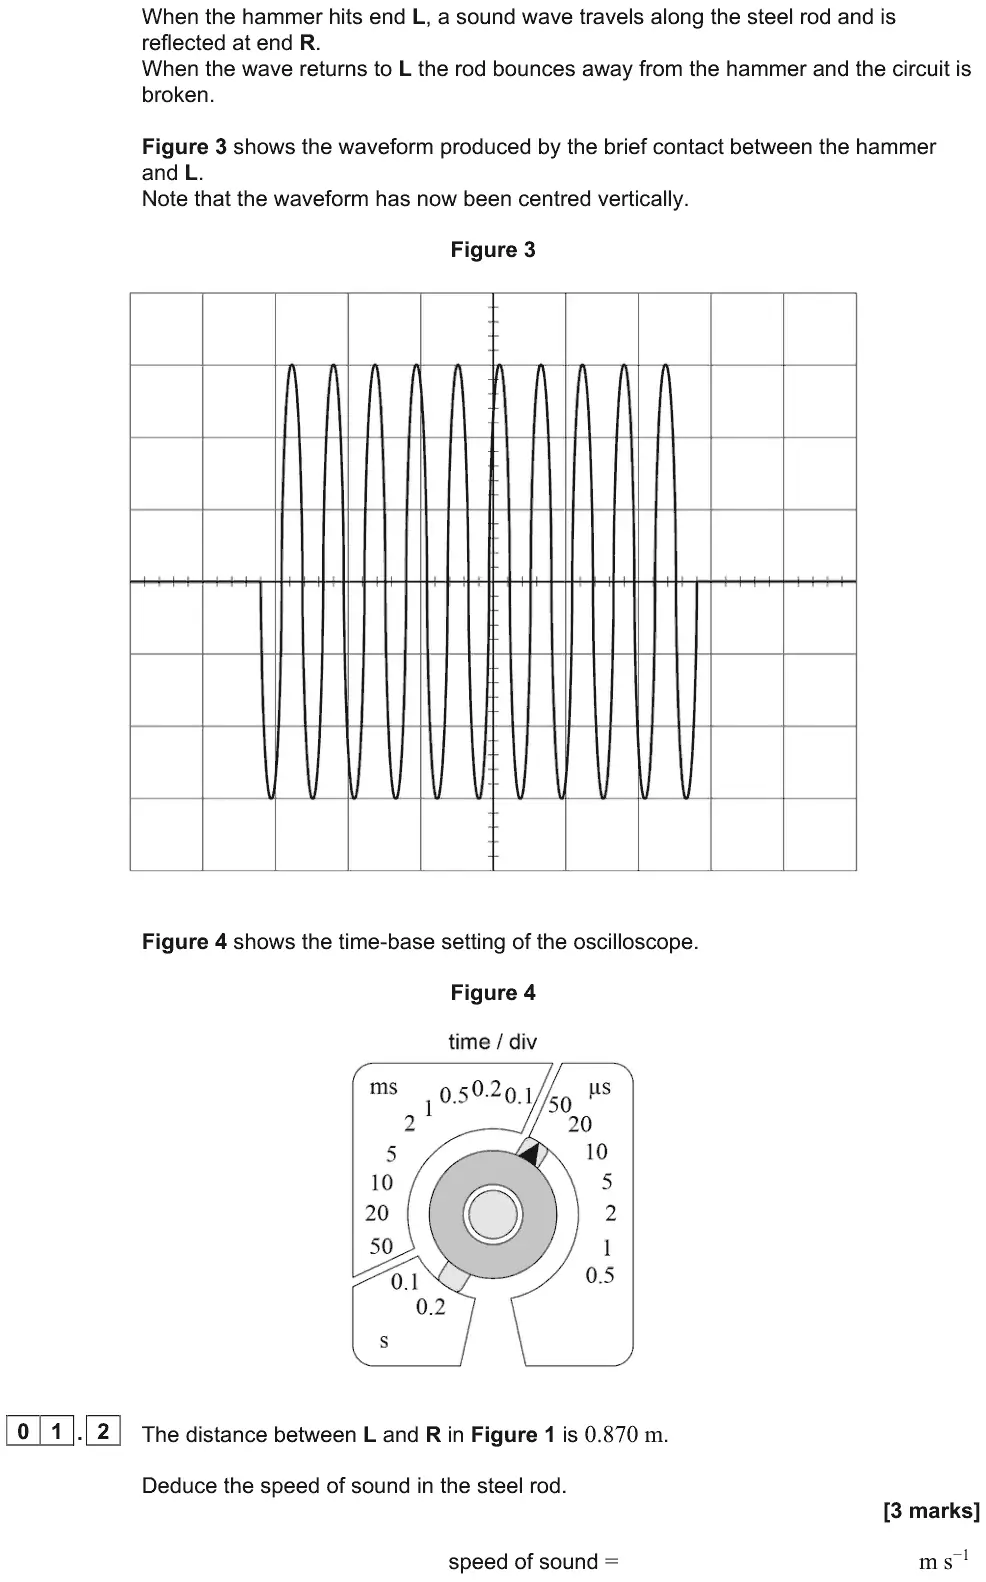 When the hammer hits end L, a sound wave travels along the steel rod and is
reflected at end R.
When the wave returns to L the rod bounces away from the hammer and the circuit is
broken.
Figure 3 shows the waveform produced by the brief contact between the hammer
and L.
Note that the waveform has now been centred vertically.
Figure 3
Figure 4 shows the time-base setting of the oscilloscope.
Figure 4
time / div
ms
50
20
10
5
2
1
0.5
0.2
0.1
µs
50
20
10
5
2
1
0.5
0.1
0.2
s
0 1 . 2 The distance between L and R in Figure 1 is 0.870 m.
Deduce the speed of sound in the steel rod.
[3 marks]
speed of sound = m s⁻¹